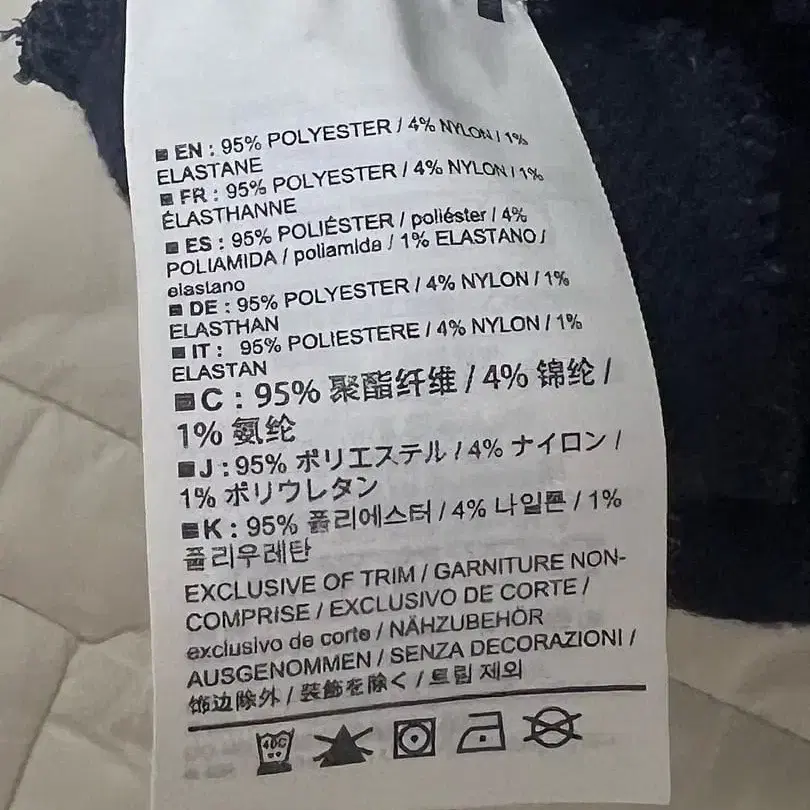 ■ EN : 95% POLYESTER / 4% NYLON / 1%
ELASTANE
■ FR : 95% POLYESTER / 4% NYLON / 1%
ÉLASTHANNE
■ ES : 95% POLIÉSTER / poliéster / 4%
POLIAMIDA / poliamida / 1% ELASTANO /
elastano
■ DE : 95% POLYESTER / 4% NYLON / 1%
ELASTHAN
■ IT : 95% POLIESTERE / 4% NYLON / 1%
ELASTAN
■ C : 95% 聚酯纤维 / 4% 锦纶 /
1% 氨纶
■ J : 95% ポリエステル / 4% ナイロン /
1% ポリウレタン
■ K : 95% 폴리에스터 / 4% 나일론 / 1%
폴리우레탄
EXCLUSIVE OF TRIM / GARNITURE NON-
COMPRISE / EXCLUSIVO DE CORTE /
exclusivo de corte / NÄHZUBEHÖR
AUSGENOMMEN / SENZA DECORAZIONI /
饰边除外 / 装飾を除く / 트림 제외
40C